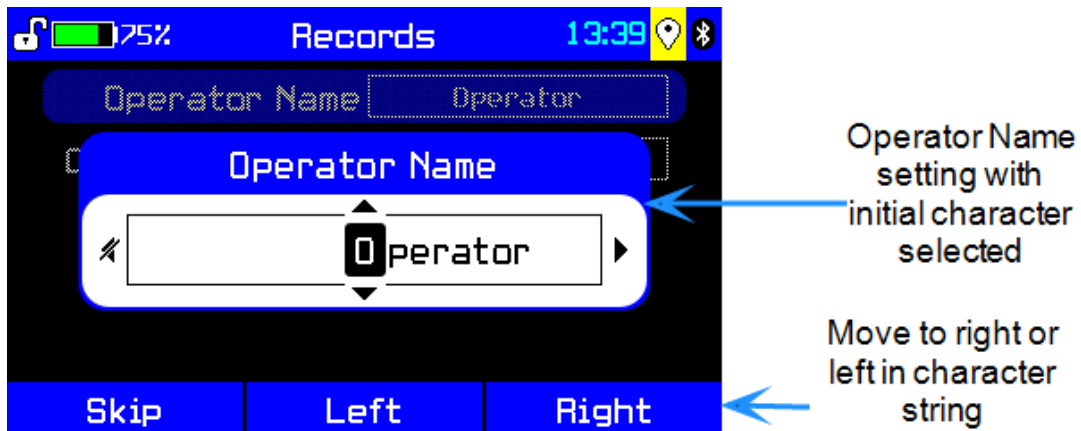 75% Records 13:39
Operator Name Operator
Operator Name
Operator
Skip Left Right
Operator Name
setting with
initial character
selected
Move to right or
left in character
string